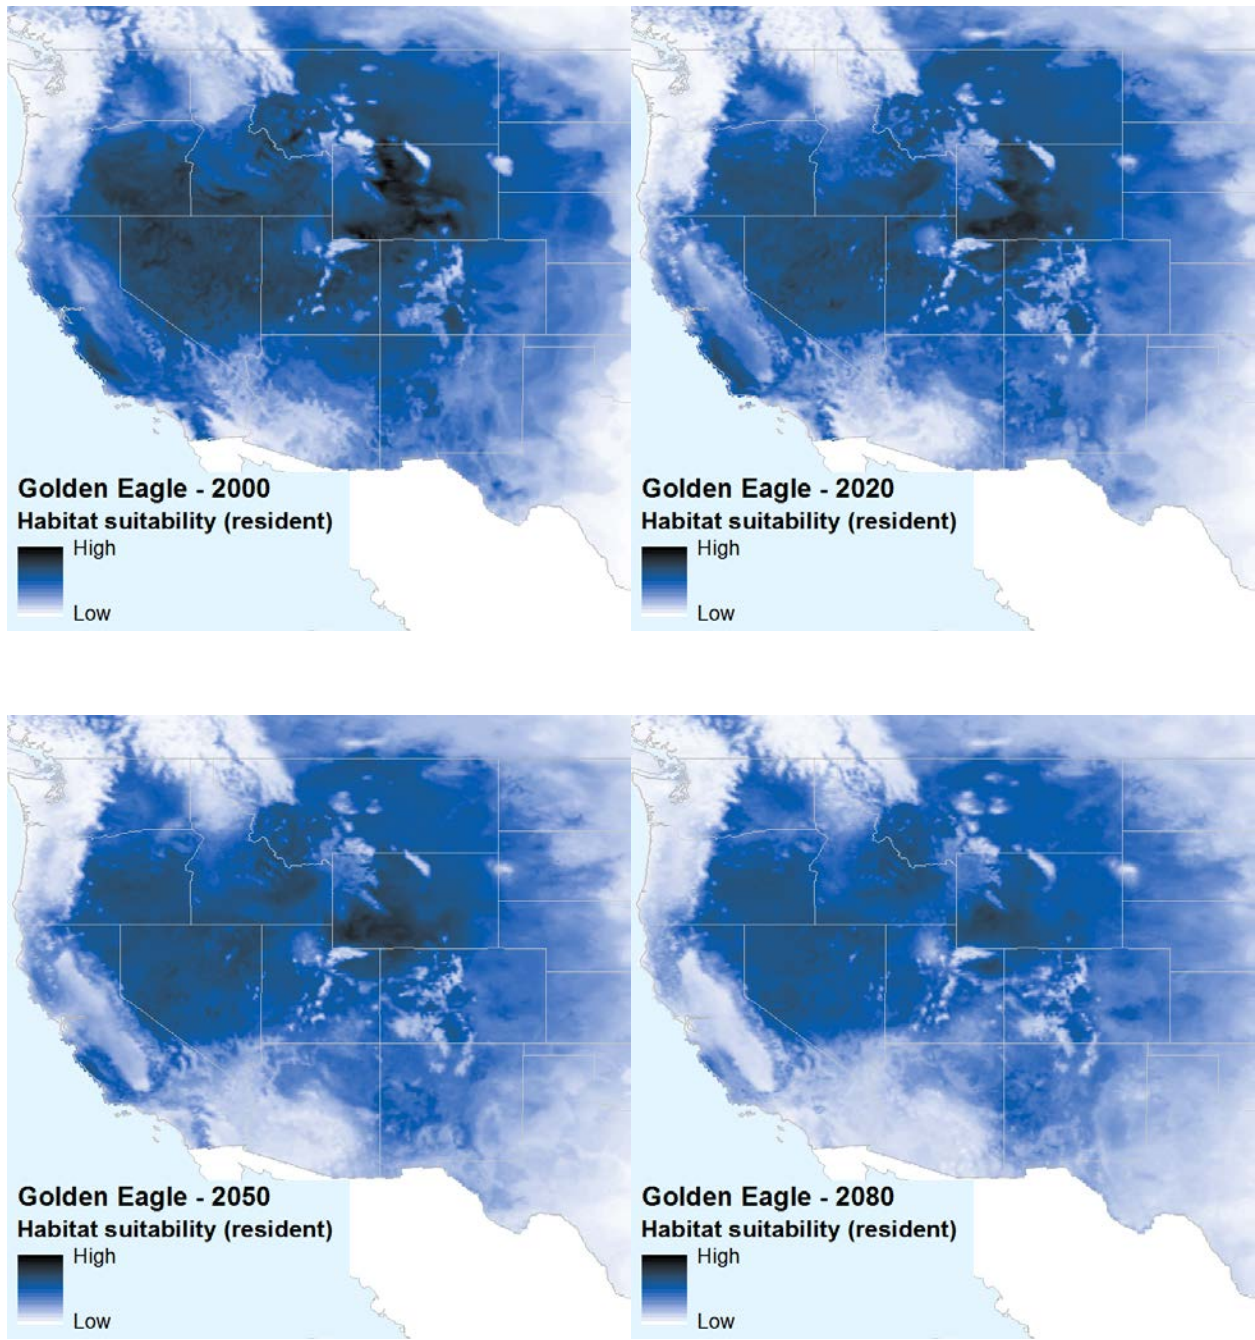 Golden Eagle - 2000
Habitat suitability (resident)
High
Low
Golden Eagle - 2020
Habitat suitability (resident)
High
Low
Golden Eagle - 2050
Habitat suitability (resident)
High
Low
Golden Eagle - 2080
Habitat suitability (resident)
High
Low